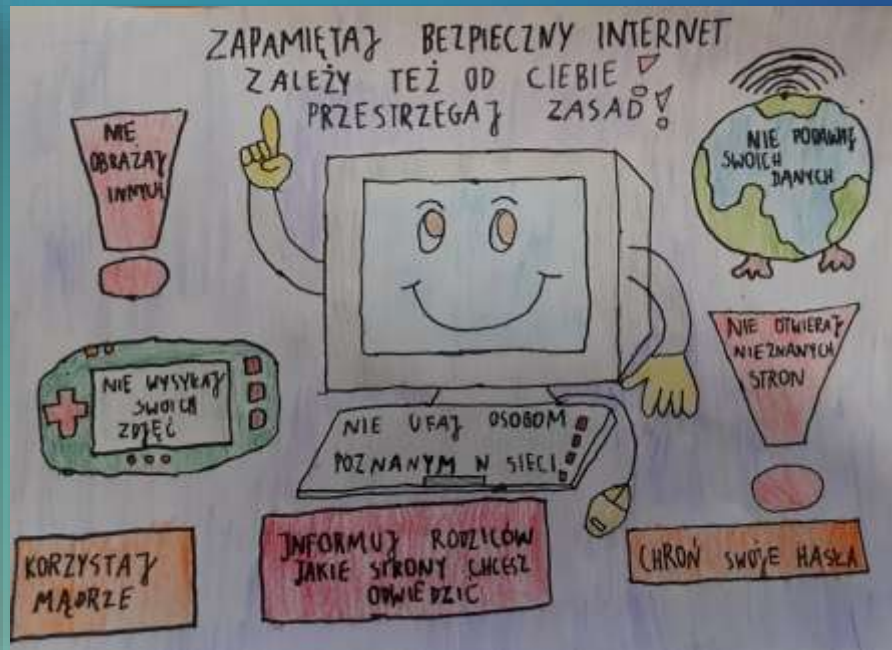 ZAPAMIĘTAJ BEZPIECZNY INTERNET
ZALEŻY TEŻ OD CIEBIE!
PRZESTRZEGAJ ZASAD!
NIE
OBRAŻAJ
INNYCH
NIE PODAWAJ
SWOICH
DANYCH
NIE WYSYŁAJ
SWOICH
ZDJĘĆ
NIE UFAJ OSOBOM
POZNANYM W SIECI
NIE OTWIERAJ
NIEZNANYCH
STRON
KORZYSTAJ
MĄDRZE
INFORMUJ RODZICÓW
JAKIE STRONY CHCESZ
ODWIEDZIĆ
CHROŃ SWOJE HASŁA